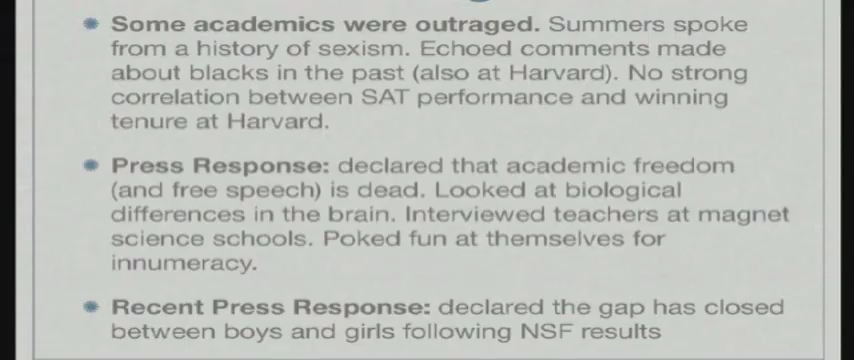 Some academics were outraged. Summers spoke
from a history of sexism. Echoed comments made
about blacks in the past (also at Harvard). No strong
correlation between SAT performance and winning
tenure at Harvard.
Press Response: declared that academic freedom
(and free speech) is dead. Looked at biological
differences in the brain. Interviewed teachers at magnet
science schools. Poked fun at themselves for
innumeracy.
Recent Press Response: declared the gap has closed
between boys and girls following NSF results